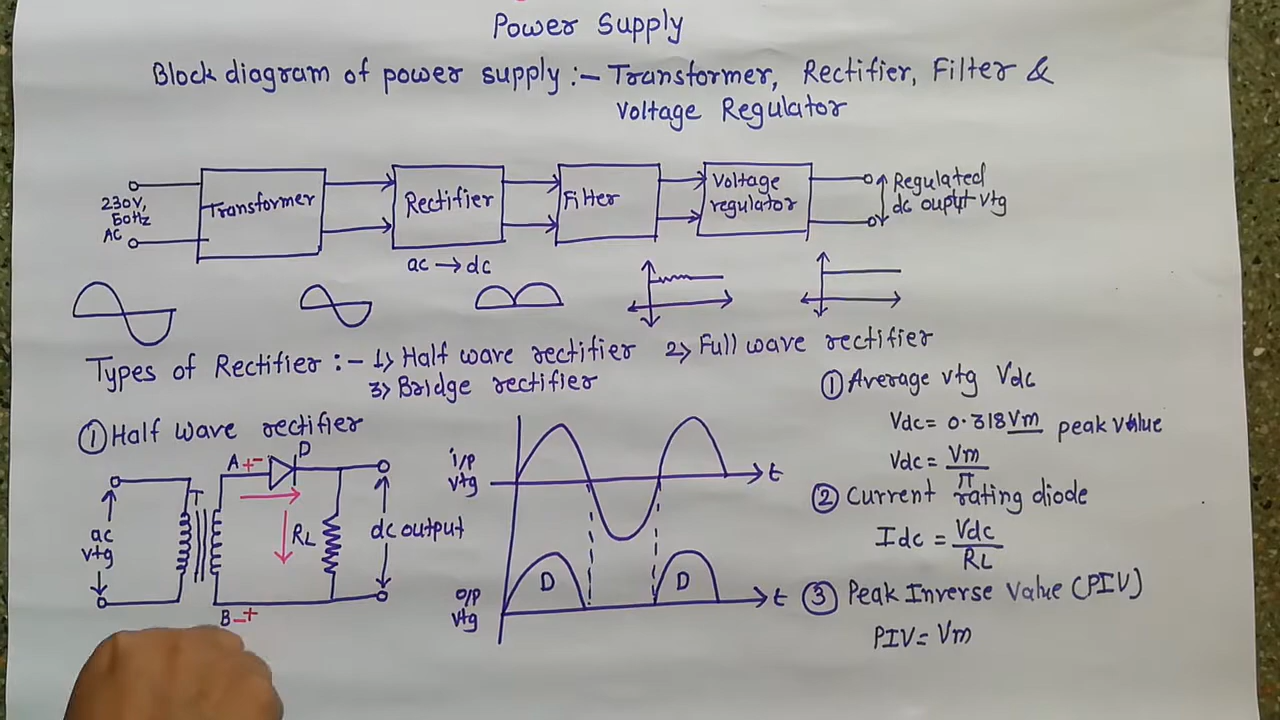 Power Supply
Block diagram of power supply :- Transformer, Rectifier, Filter &
Voltage Regulator
230V,
50Hz
AC
Transformer
Rectifier
Filter
Voltage
regulator
Regulated
dc ouput vtg
ac → dc
Types of Rectifier :- 1) Half wave rectifier 2) Full wave rectifier
3) Bridge rectifier
① Half wave rectifier
A + -
D
T
ac
vtg
RL
dc output
B - +
i/p
vtg
t
D
D
o/p
vtg
t
① Average vtg Vdc
Vdc = 0.318 Vm peak value
Vdc = Vm/π
② Current rating diode
Idc = Vdc/RL
③ Peak Inverse Value (PIV)
PIV = Vm